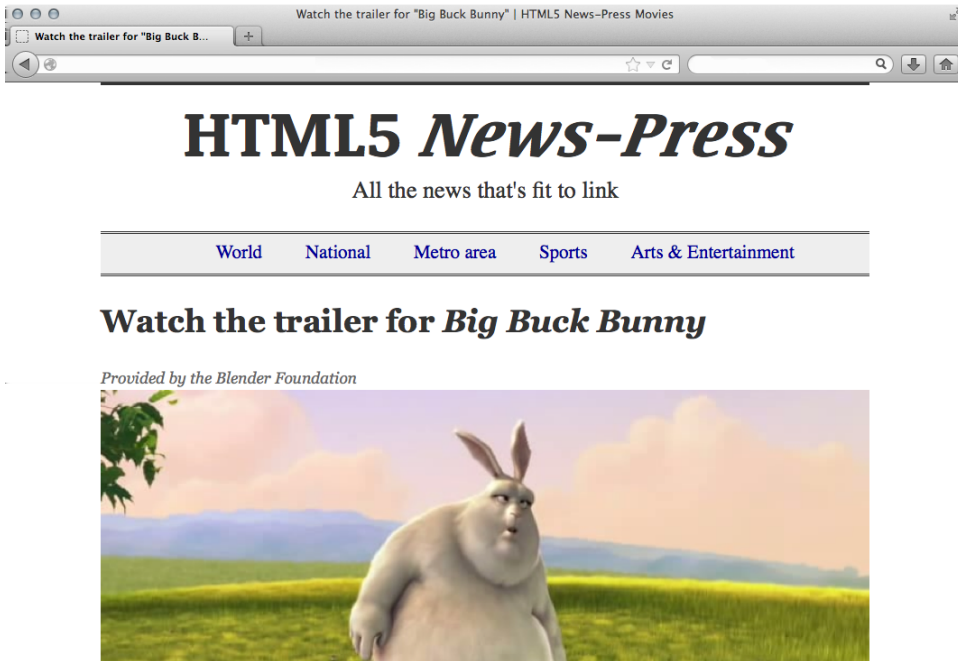 Watch the trailer for "Big Buck Bunny" | HTML5 News-Press Movies
Watch the trailer for "Big Buck B...
HTML5 News-Press
All the news that's fit to link
World National Metro area Sports Arts & Entertainment
Watch the trailer for Big Buck Bunny
Provided by the Blender Foundation